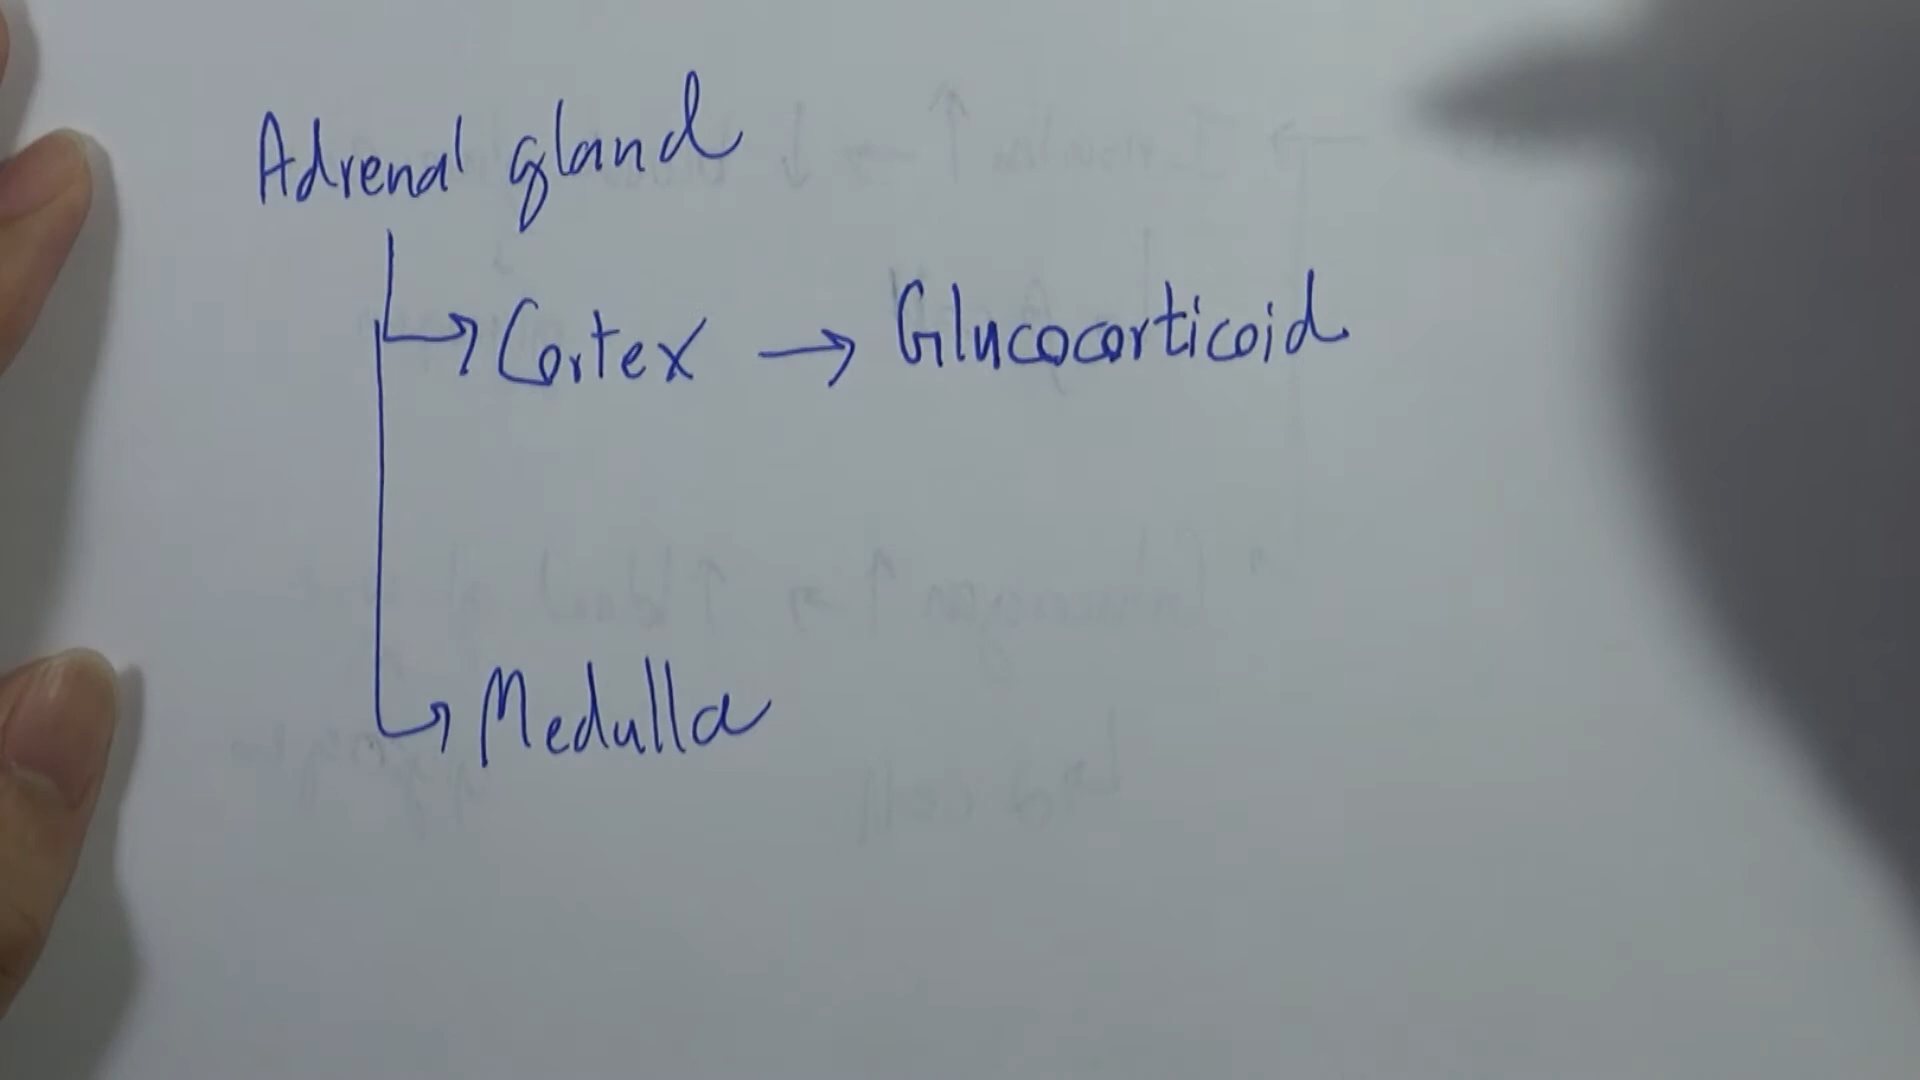 Adrenal gland
→ Cortex → Glucocorticoid
→ Medulla